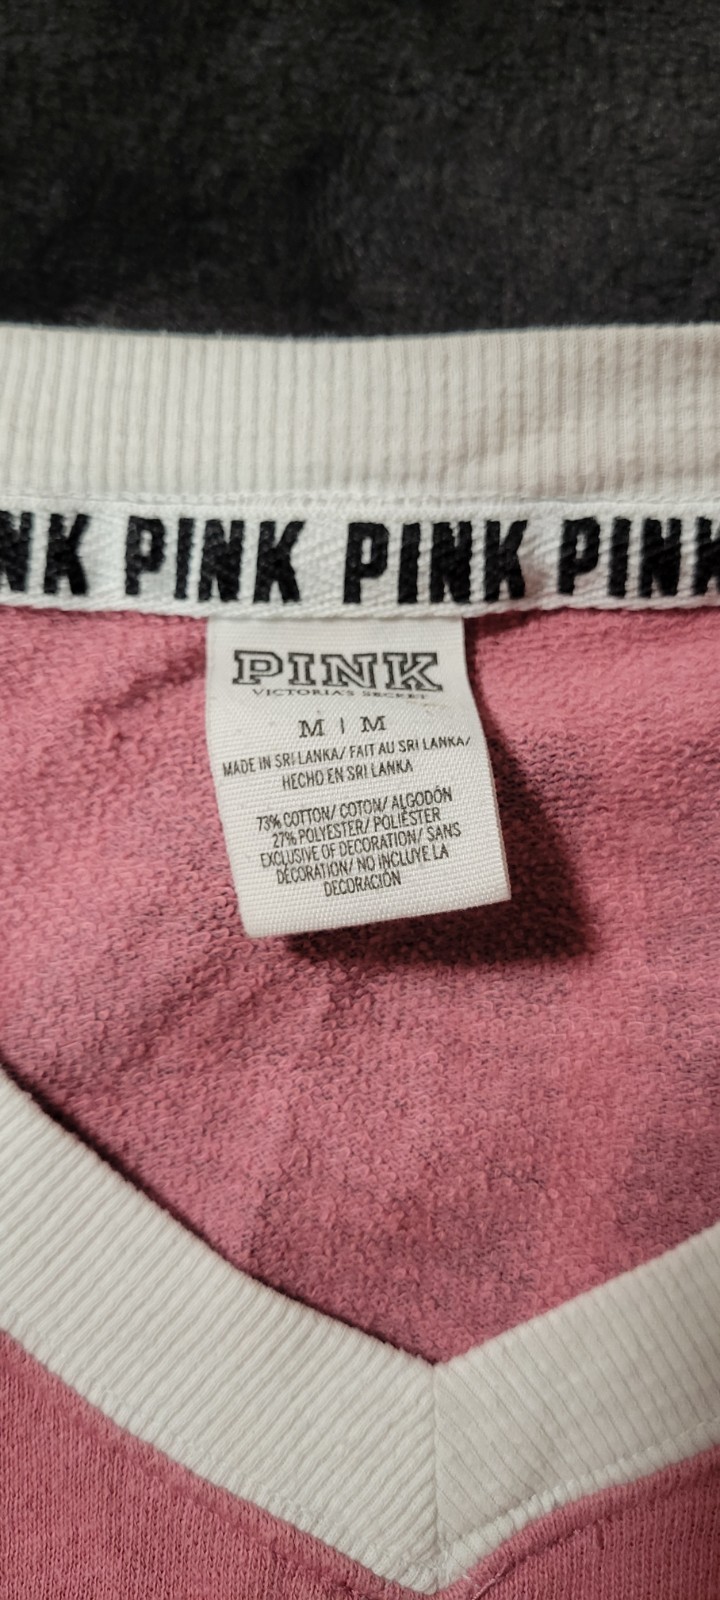 NK PINK PINK PINK
PINK
VICTORIA'S SECRET
M | M
MADE IN SRI LANKA/ FAIT AU SRI LANKA/
HECHO EN SRI LANKA
73% COTTON/ COTON/ ALGODÓN
27% POLYESTER/ POLIÉSTER
EXCLUSIVE OF DECORATION/ SANS
DÉCORATION/ NO INCLUYE LA
DECORACIÓN